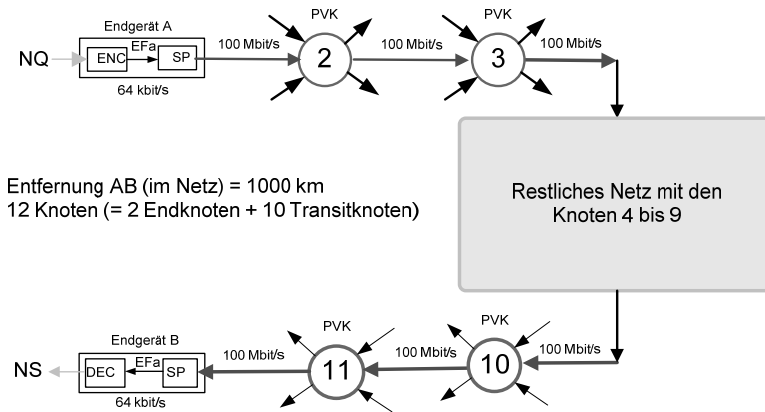 Endgerät A
PVK
PVK
NQ
ENC
EFa
SP
100 Mbit/s
2
100 Mbit/s
3
100 Mbit/s
64 kbit/s
Entfernung AB (im Netz) = 1000 km
12 Knoten (= 2 Endknoten + 10 Transitknoten)
Restliches Netz mit den
Knoten 4 bis 9
Endgerät B
PVK
PVK
NS
DEC
EFa
SP
100 Mbit/s
11
100 Mbit/s
10
100 Mbit/s
64 kbit/s